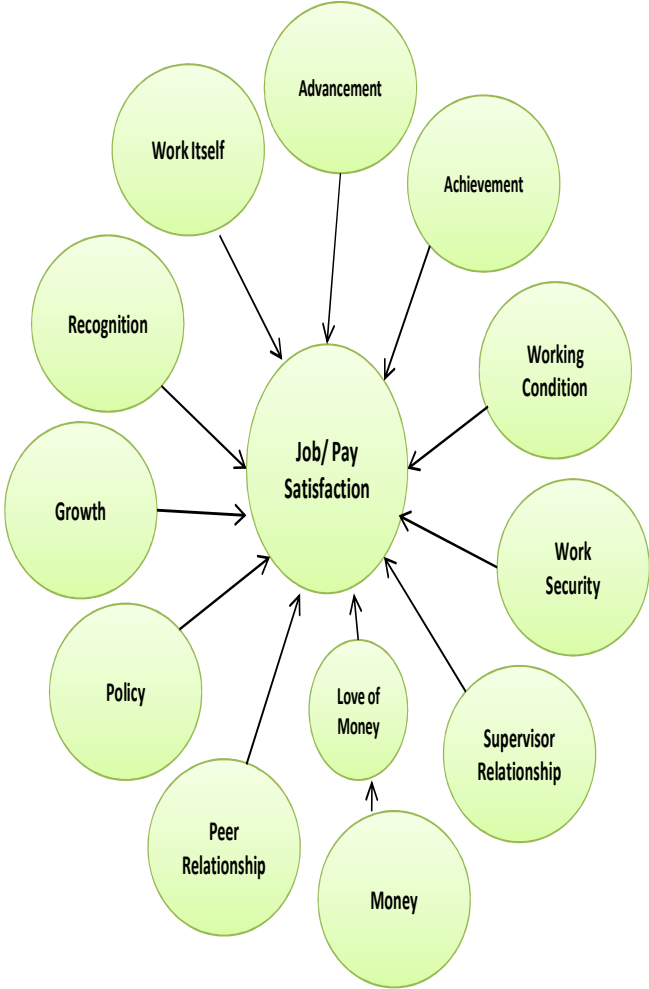 Advancement
Work Itself
Achievement
Recognition
Working
Condition
Job/ Pay
Satisfaction
Growth
Work
Security
Policy
Love of
Money
Supervisor
Relationship
Peer
Relationship
Money